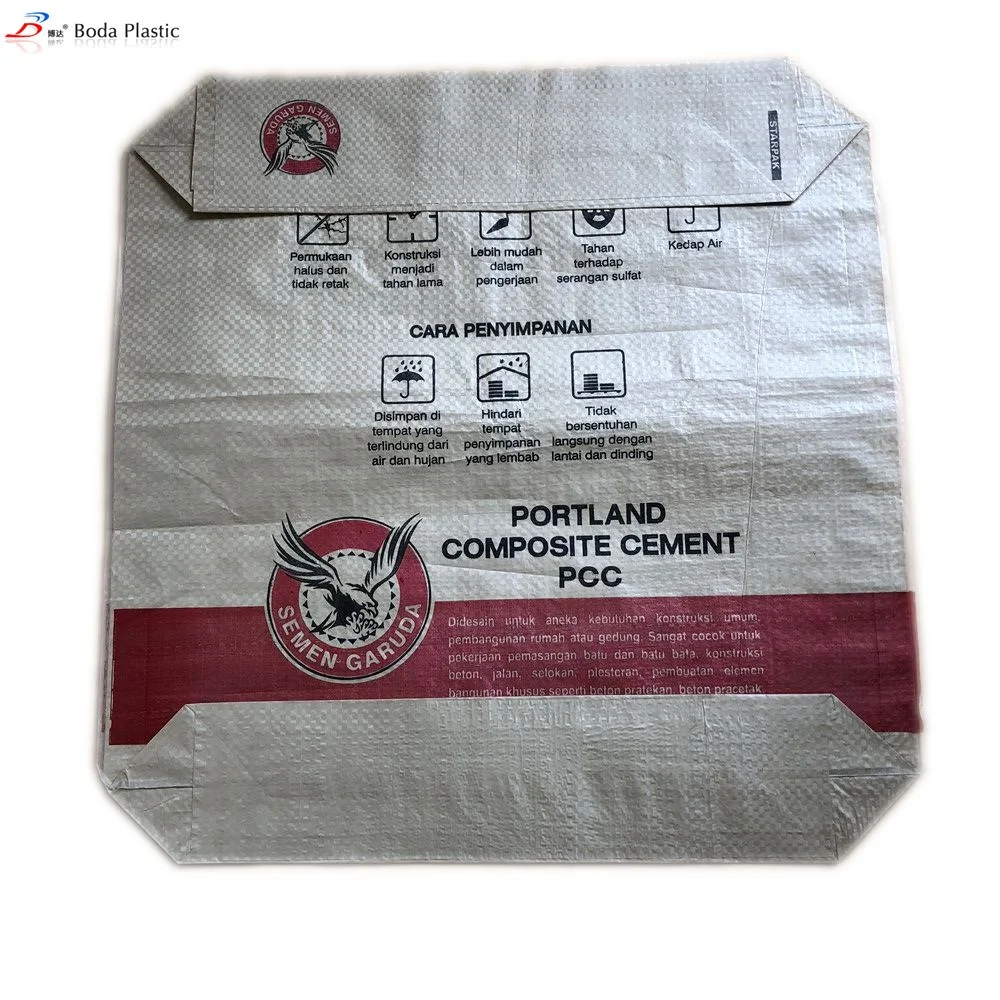 博达® Boda Plastic
SEMEN GARUDA
STARPAK
Permukaan
halus dan
tidak retak
Konstruksi
menjadi
tahan lama
Lebih mudah
dalam
pengerjaan
Tahan
terhadap
serangan sulfat
Kedap Air
CARA PENYIMPANAN
Disimpan di
tempat yang
terlindung dari
air dan hujan
Hindari
tempat
penyimpanan
yang lembab
Tidak
bersentuhan
langsung dengan
lantai dan dinding
PORTLAND
COMPOSITE CEMENT
PCC
SEMEN GARUDA
Didesain untuk aneka kebutuhan konstruksi umum,
pembangunan rumah atau gedung. Sangat cocok untuk
pekerjaan pemasangan batu dan batu bata, konstruksi
beton, jalan, selokan, plesteran, pembuatan elemen
bangunan khusus seperti beton pratekan, beton pracetak,